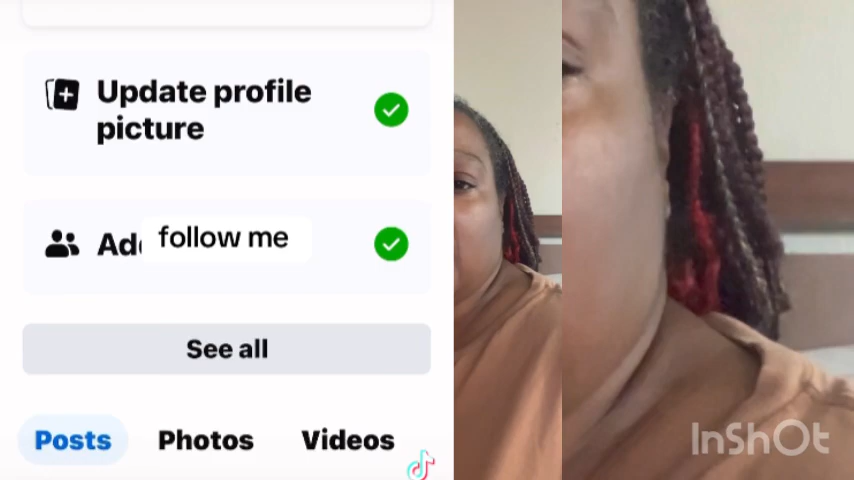 Update profile
picture
Ad
follow me
See all
Posts Photos Videos
InShOt